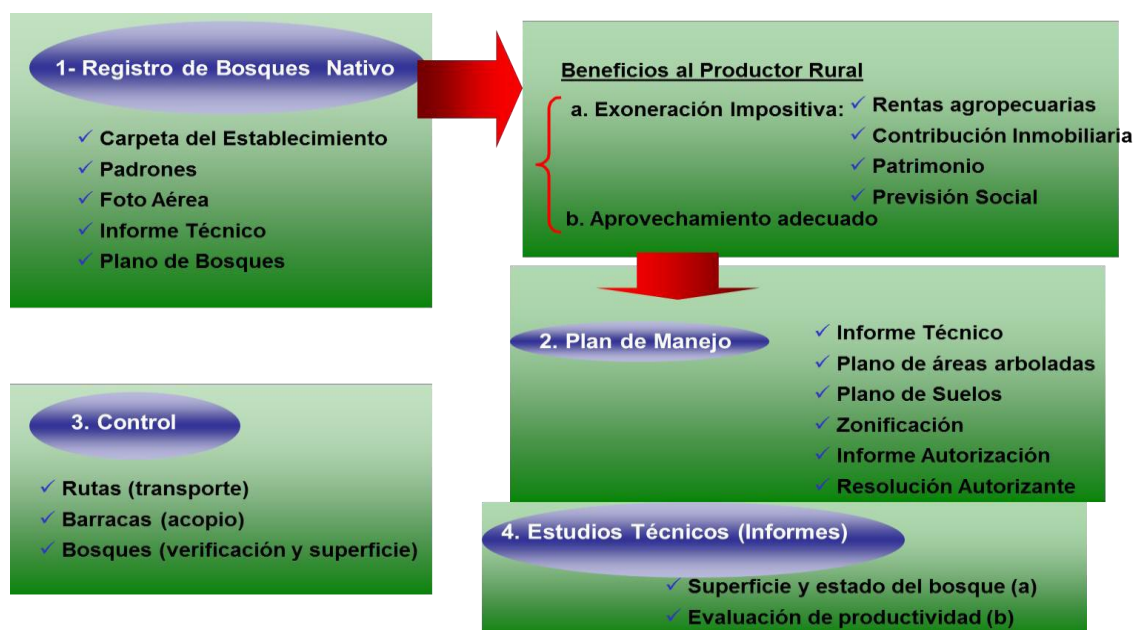 1- Registro de Bosques Nativo
Carpeta del Establecimiento
Padrones
Foto Aérea
Informe Técnico
Plano de Bosques
Beneficios al Productor Rural
a. Exoneración Impositiva:
Rentas agropecuarias
Contribución Inmobiliaria
Patrimonio
Previsión Social
b. Aprovechamiento adecuado
2. Plan de Manejo
Informe Técnico
Plano de áreas arboladas
Plano de Suelos
Zonificación
Informe Autorización
Resolución Autorizante
3. Control
Rutas (transporte)
Barracas (acopio)
Bosques (verificación y superficie)
4. Estudios Técnicos (Informes)
Superficie y estado del bosque (a)
Evaluación de productividad (b)